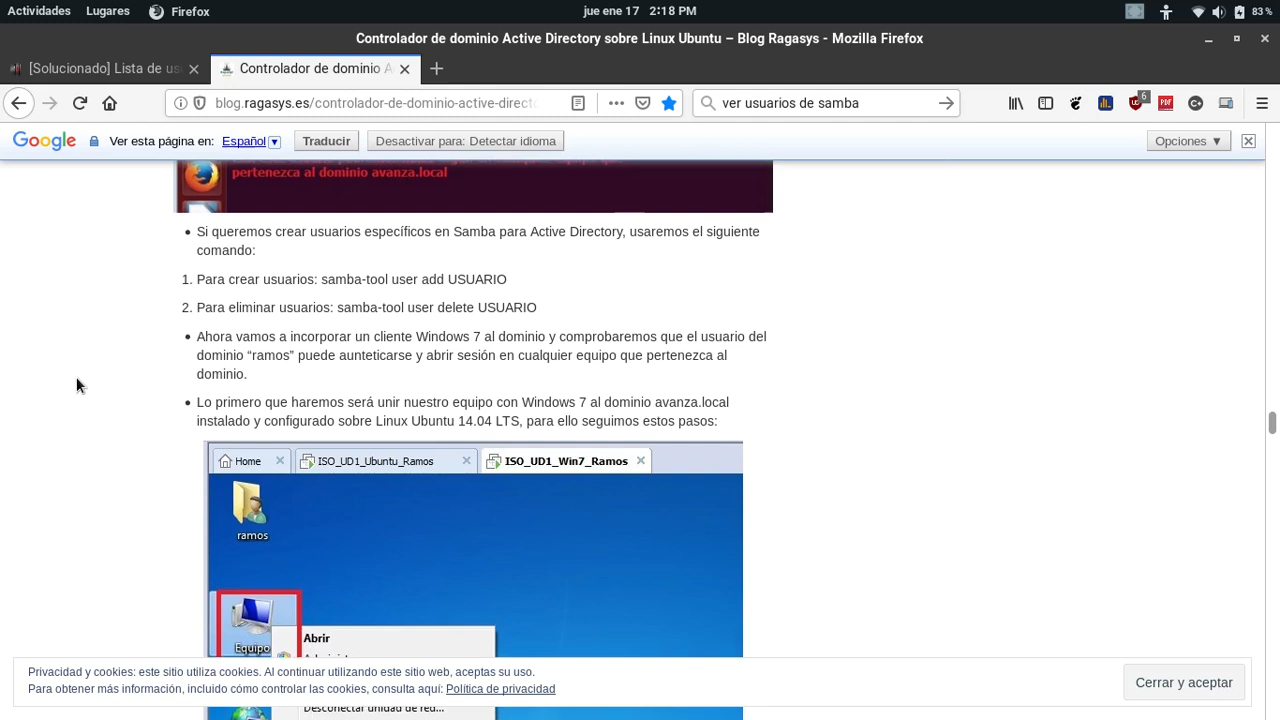 Actividades Lugares Firefox jue ene 17 2:18 PM 83 %
Controlador de dominio Active Directory sobre Linux Ubuntu – Blog Ragasys - Mozilla Firefox
[Solucionado] Lista de us Controlador de dominio A
blog.ragasys.es/controlador-de-dominio-active-direct ver usuarios de samba 6 PDF
Google Ver esta página en: Español Traducir Desactivar para: Detectar idioma Opciones ▼
pertenezca al dominio avanza.local
• Si queremos crear usuarios específicos en Samba para Active Directory, usaremos el siguiente
comando:
1. Para crear usuarios: samba-tool user add USUARIO
2. Para eliminar usuarios: samba-tool user delete USUARIO
• Ahora vamos a incorporar un cliente Windows 7 al dominio y comprobaremos que el usuario del
dominio “ramos” puede aunteticarse y abrir sesión en cualquier equipo que pertenezca al
dominio.
• Lo primero que haremos será unir nuestro equipo con Windows 7 al dominio avanza.local
instalado y configurado sobre Linux Ubuntu 14.04 LTS, para ello seguimos estos pasos:
Home ISO_UD1_Ubuntu_Ramos ISO_UD1_Win7_Ramos
ramos
Abrir
Equipo
Privacidad y cookies: este sitio utiliza cookies. Al continuar utilizando este sitio web, aceptas su uso.
Para obtener más información, incluido cómo controlar las cookies, consulta aquí: Política de privacidad
Cerrar y aceptar
Desconectar unidad de red...